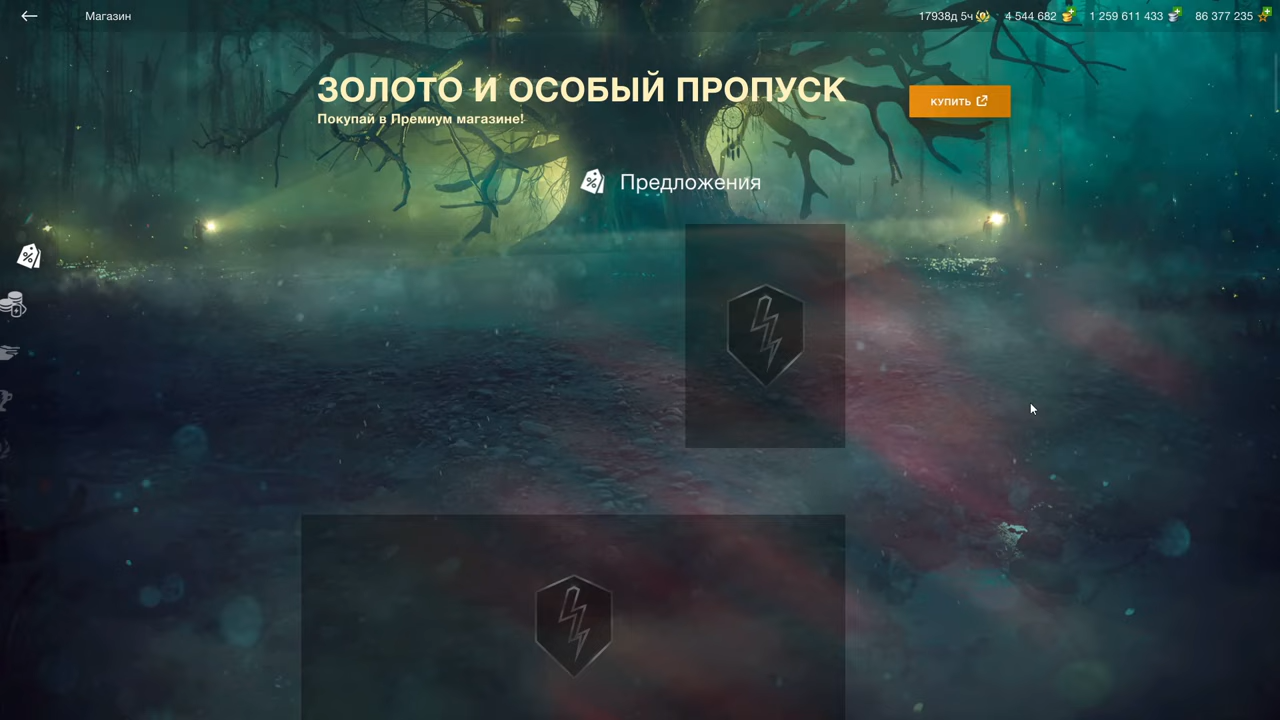 Магазин
17938д 5ч 4 544 682 1 259 611 433 86 377 235
ЗОЛОТО И ОСОБЫЙ ПРОПУСК
Покупай в Премиум магазине!
КУПИТЬ
Предложения